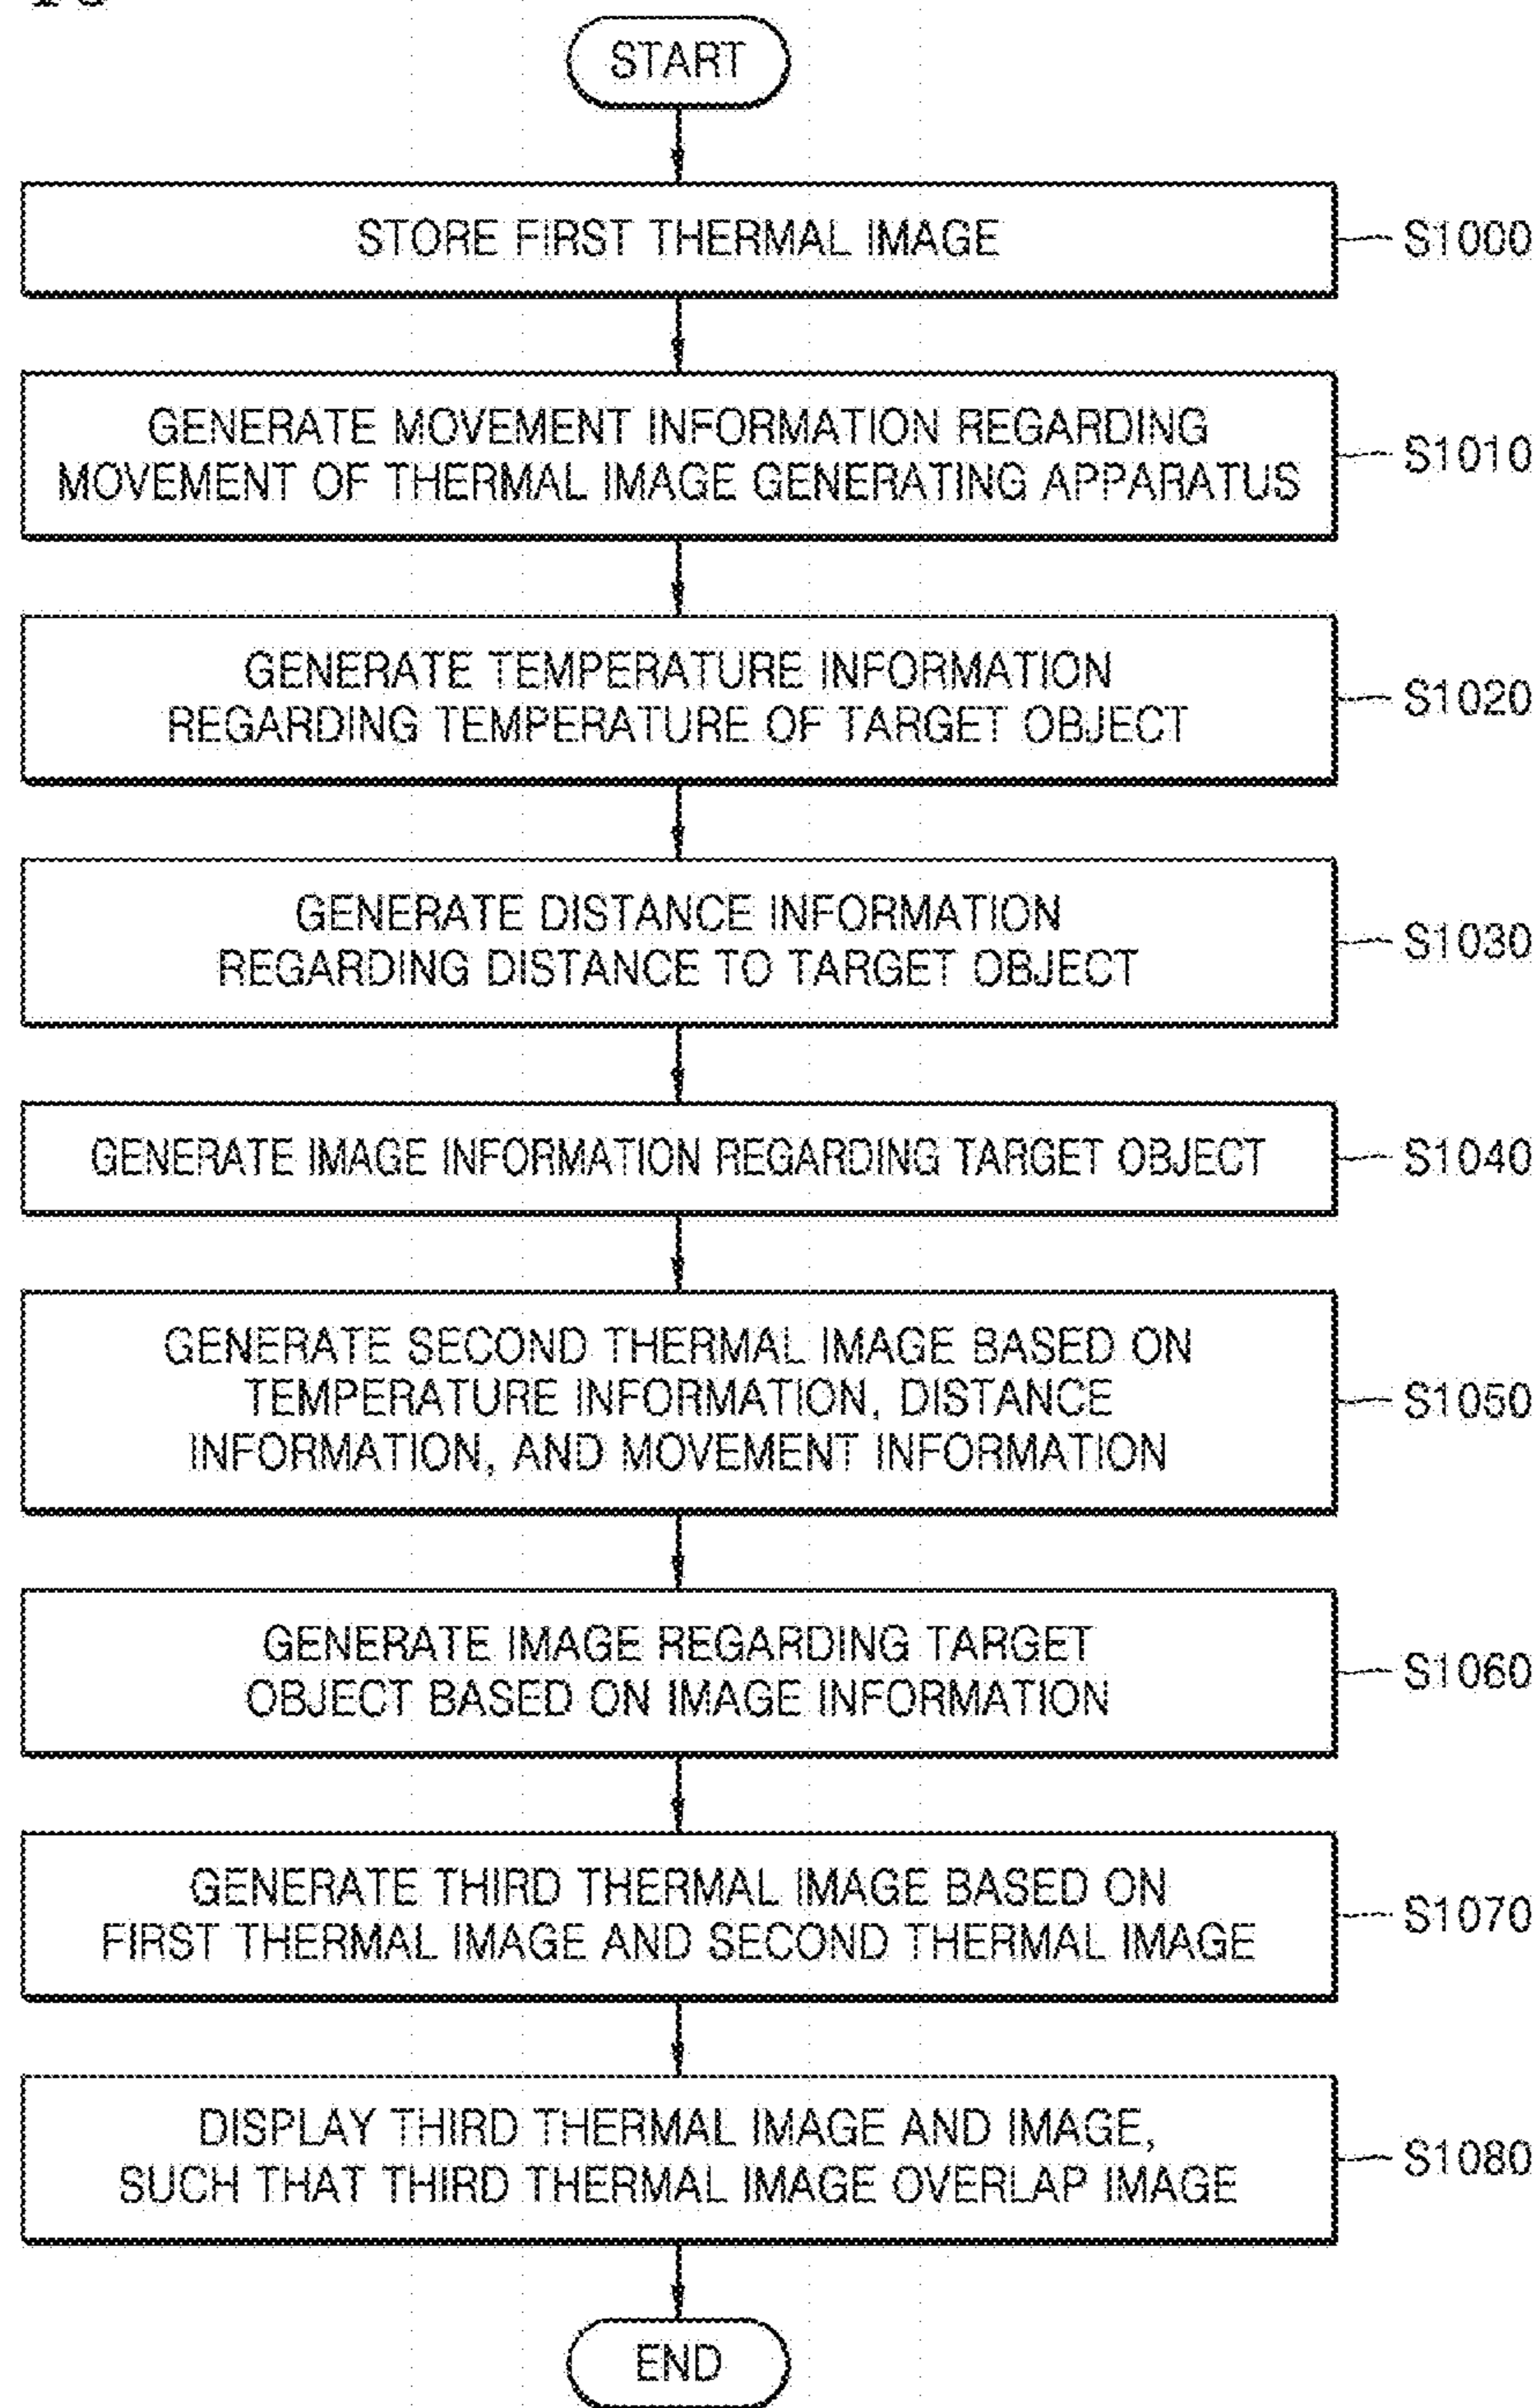 START
STORE FIRST THERMAL IMAGE
S1000
GENERATE MOVEMENT INFORMATION REGARDING
MOVEMENT OF THERMAL IMAGE GENERATING APPARATUS
S1010
GENERATE TEMPERATURE INFORMATION
REGARDING TEMPERATURE OF TARGET OBJECT
S1020
GENERATE DISTANCE INFORMATION
REGARDING DISTANCE TO TARGET OBJECT
S1030
GENERATE IMAGE INFORMATION REGARDING TARGET OBJECT
S1040
GENERATE SECOND THERMAL IMAGE BASED ON
TEMPERATURE INFORMATION, DISTANCE
INFORMATION, AND MOVEMENT INFORMATION
S1050
GENERATE IMAGE REGARDING TARGET
OBJECT BASED ON IMAGE INFORMATION
S1060
GENERATE THIRD THERMAL IMAGE BASED ON
FIRST THERMAL IMAGE AND SECOND THERMAL IMAGE
S1070
DISPLAY THIRD THERMAL IMAGE AND IMAGE,
SUCH THAT THIRD THERMAL IMAGE OVERLAP IMAGE
S1080
END